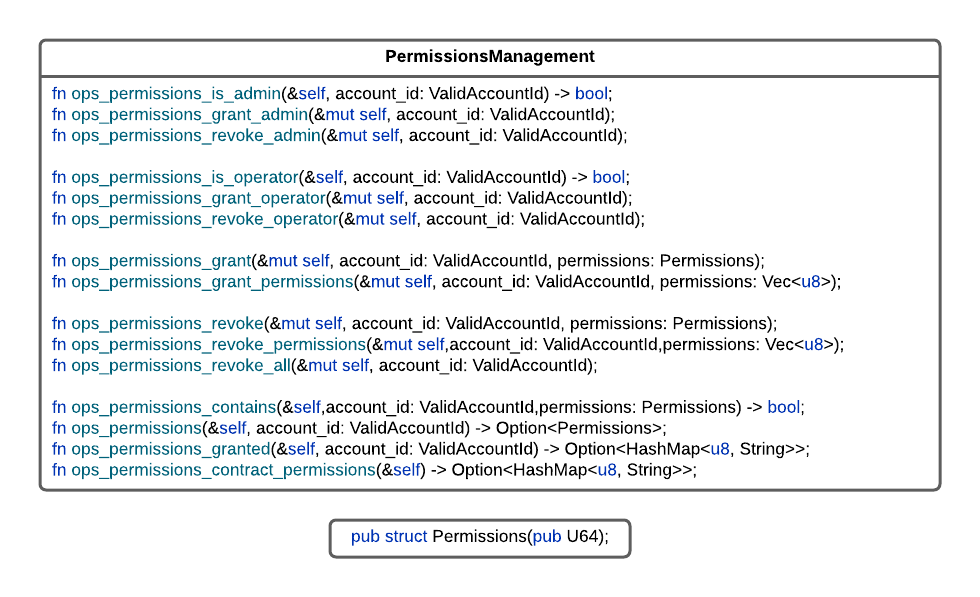 PermissionsManagement
fn ops_permissions_is_admin(&self, account_id: ValidAccountId) -> bool;
fn ops_permissions_grant_admin(&mut self, account_id: ValidAccountId);
fn ops_permissions_revoke_admin(&mut self, account_id: ValidAccountId);
fn ops_permissions_is_operator(&self, account_id: ValidAccountId) -> bool;
fn ops_permissions_grant_operator(&mut self, account_id: ValidAccountId);
fn ops_permissions_revoke_operator(&mut self, account_id: ValidAccountId);
fn ops_permissions_grant(&mut self, account_id: ValidAccountId, permissions: Permissions);
fn ops_permissions_grant_permissions(&mut self, account_id: ValidAccountId, permissions: Vec<u8>);
fn ops_permissions_revoke(&mut self, account_id: ValidAccountId, permissions: Permissions);
fn ops_permissions_revoke_permissions(&mut self,account_id: ValidAccountId,permissions: Vec<u8>);
fn ops_permissions_revoke_all(&mut self, account_id: ValidAccountId);
fn ops_permissions_contains(&self,account_id: ValidAccountId,permissions: Permissions) -> bool;
fn ops_permissions(&self, account_id: ValidAccountId) -> Option<Permissions>;
fn ops_permissions_granted(&self, account_id: ValidAccountId) -> Option<HashMap<u8, String>>;
fn ops_permissions_contract_permissions(&self) -> Option<HashMap<u8, String>>;
pub struct Permissions(pub U64);